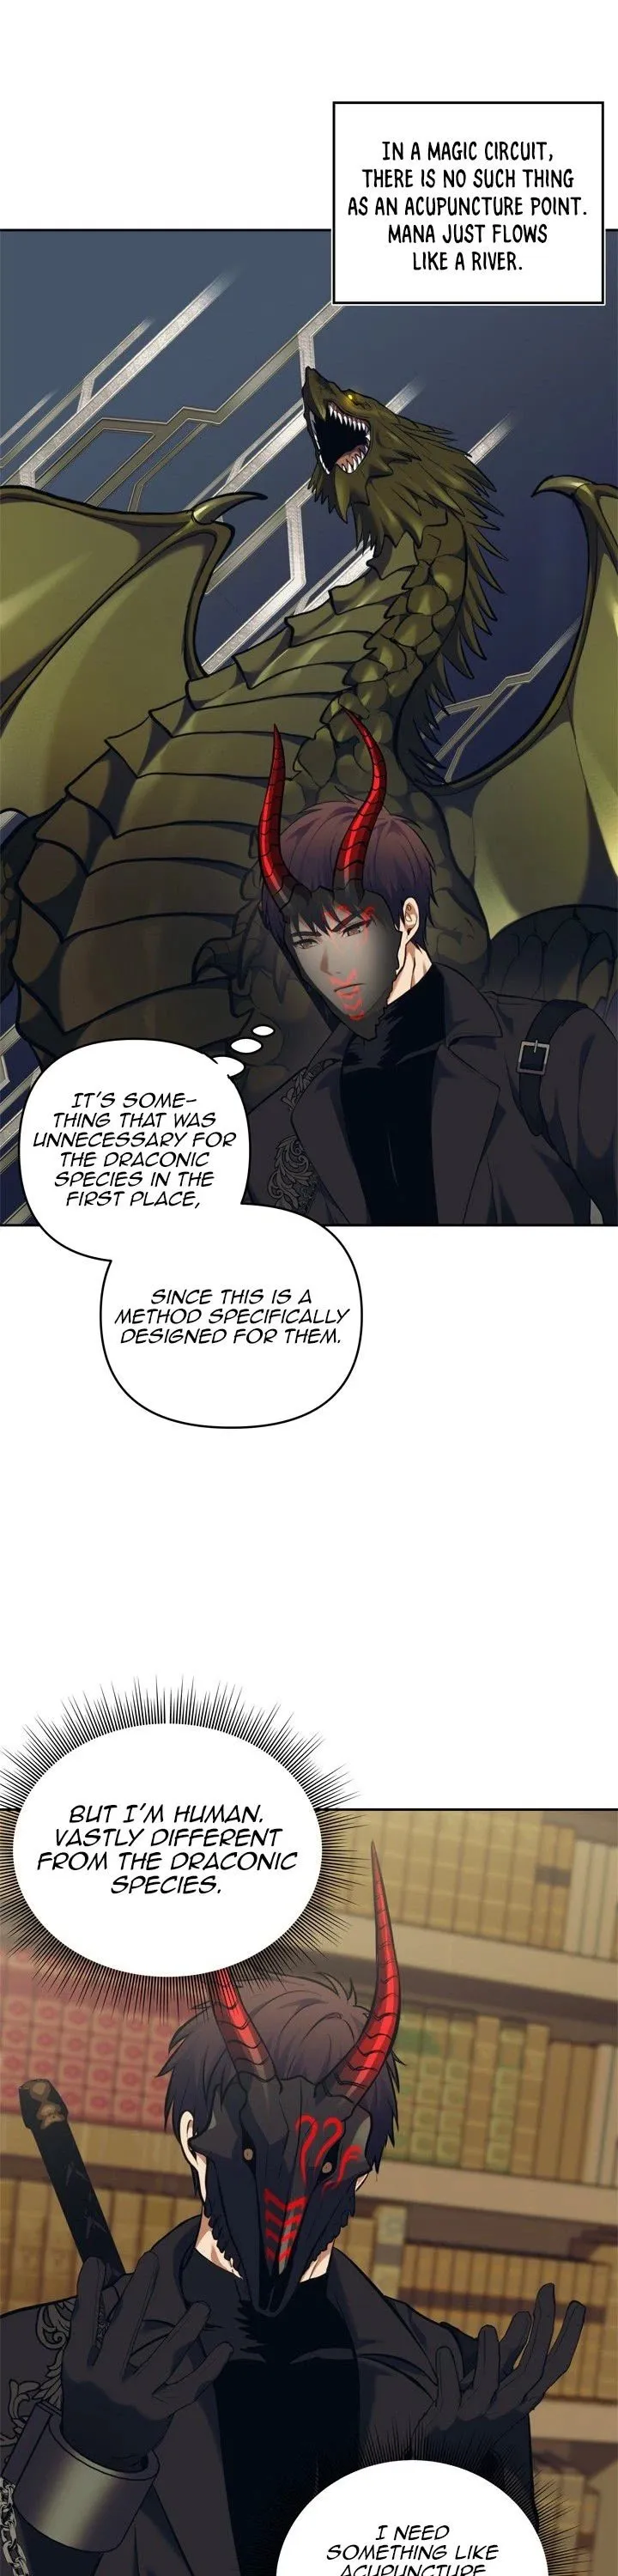 IN A MAGIC CIRCUIT,
THERE IS NO SUCH THING
AS AN ACUPUNCTURE POINT.
MANA JUST FLOWS
LIKE A RIVER.
IT'S SOME-
THING THAT WAS
UNNECESSARY FOR
THE DRACONIC
SPECIES IN THE
FIRST PLACE,
SINCE THIS IS A
METHOD SPECIFICALLY
DESIGNED FOR THEM.
BUT I'M HUMAN.
VASTLY DIFFERENT
FROM THE DRACONIC
SPECIES.
I NEED
SOMETHING LIKE
ACUPUNCTURE